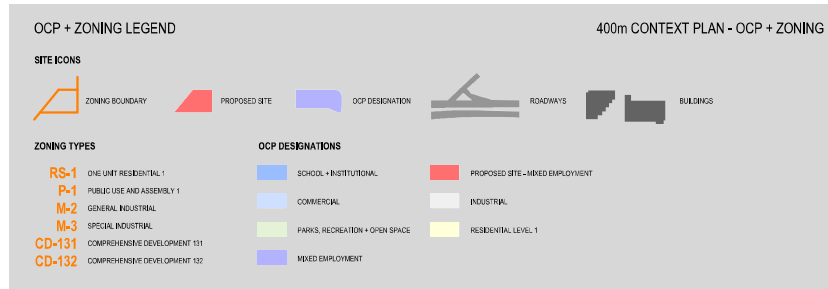 OCP + ZONING LEGEND
400m CONTEXT PLAN - OCP + ZONING
SITE ICONS
ZONING BOUNDARY
PROPOSED SITE
OCP DESIGNATION
ROADWAYS
BUILDINGS
ZONING TYPES
RS-1 ONE UNIT RESIDENTIAL 1
P-1 PUBLIC USE AND ASSEMBLY 1
M-2 GENERAL INDUSTRIAL
M-3 SPECIAL INDUSTRIAL
CD-131 COMPREHENSIVE DEVELOPMENT 131
CD-132 COMPREHENSIVE DEVELOPMENT 132
OCP DESIGNATIONS
SCHOOL + INSTITUTIONAL
COMMERCIAL
PARKS, RECREATION + OPEN SPACE
MIXED EMPLOYMENT
PROPOSED SITE - MIXED EMPLOYMENT
INDUSTRIAL
RESIDENTIAL LEVEL 1